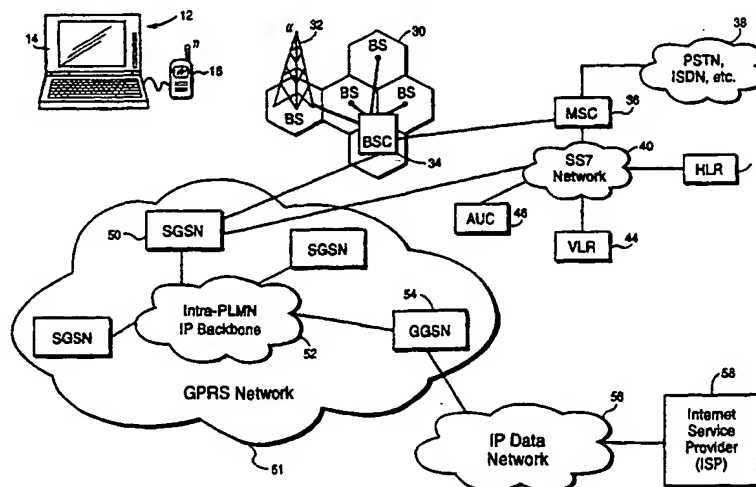 12
14
32
30
BS
BS
BS
BS
BSC
34
38
PSTN,
ISDN, etc.
MSC
36
40
SS7
Network
HLR
AUC
VLR
44
SGSN
50
SGSN
SGSN
Intra-PLMN
IP Backbone
52
54
GGSN
GPRS Network
51
56
IP Data
Network
58
Internet
Service
Provider
(ISP)